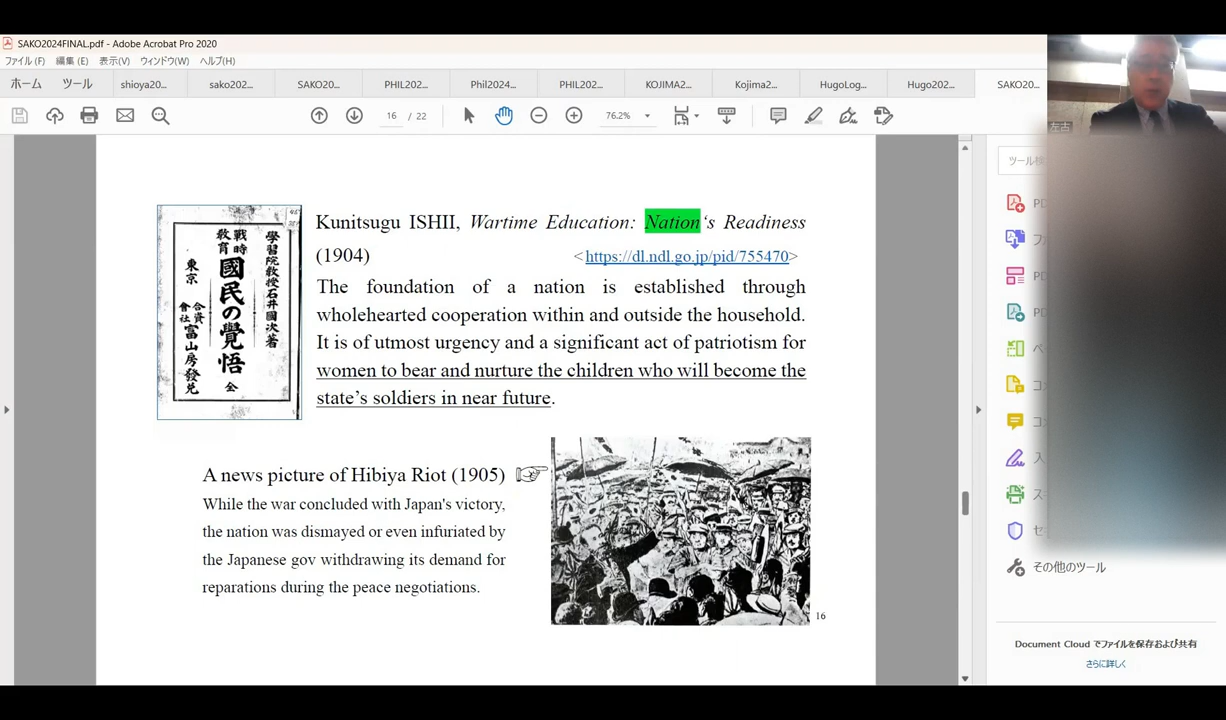 SAKO2024FINAL.pdf - Adobe Acrobat Pro 2020
ファイル(F) 編集(E) 表示(V) ウィンドウ(W) ヘルプ(H)
ホーム ツール shioya20... sako202... SAKO20... PHIL202... Phil2024... PHIL202... KOJIMA2... Kojima2... HugoLog... Hugo202... SAKO20...
16 / 22 76.2%
左古
ツール検
學習院教授石井國次著
戰時
教育
國民の覺悟 全
東京
合資
會社
富山房發兌
Kunitsugu ISHII, Wartime Education: Nation‘s Readiness
(1904) <https://dl.ndl.go.jp/pid/755470>
The foundation of a nation is established through
wholehearted cooperation within and outside the household.
It is of utmost urgency and a significant act of patriotism for
women to bear and nurture the children who will become the
state’s soldiers in near future.
A news picture of Hibiya Riot (1905)
While the war concluded with Japan's victory,
the nation was dismayed or even infuriated by
the Japanese gov withdrawing its demand for
reparations during the peace negotiations.
16
その他のツール
Document Cloud でファイルを保存および共有
さらに詳しく